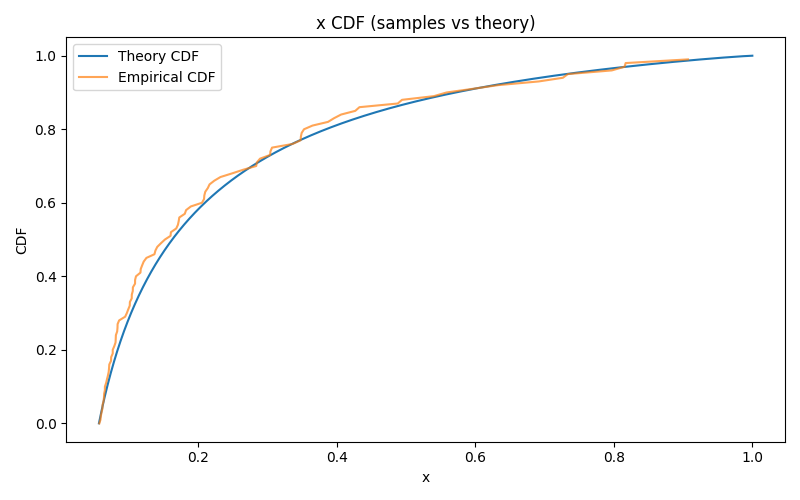 x CDF (samples vs theory)
Theory CDF
Empirical CDF
CDF
1.0
0.8
0.6
0.4
0.2
0.0
0.2 0.4 0.6 0.8 1.0
x